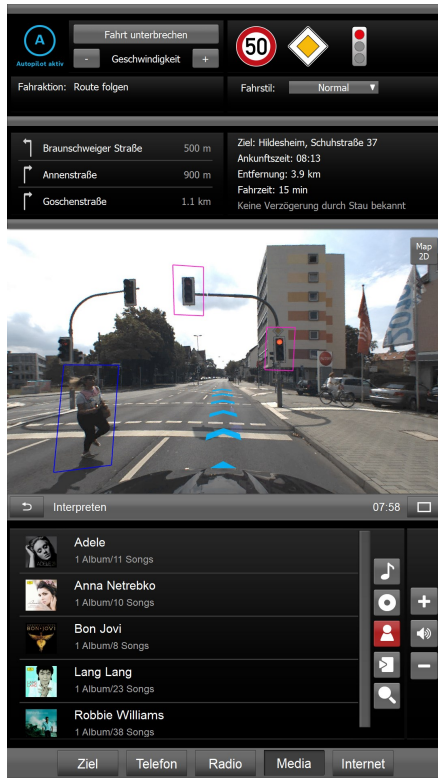 A
Autopilot aktiv
Fahrt unterbrechen
- Geschwindigkeit +
50
Fahraktion: Route folgen
Fahrstil: Normal
Braunschweiger Straße 500 m
Annenstraße 900 m
Goschenstraße 1.1 km
Ziel: Hildesheim, Schuhstraße 37
Ankunftszeit: 08:13
Entfernung: 3.9 km
Fahrzeit: 15 min
Keine Verzögerung durch Stau bekannt
Map
2D
Interpreten 07:58
Adele
1 Album/11 Songs
Anna Netrebko
1 Album/10 Songs
BON JOVI
Bon Jovi
1 Album/8 Songs
Lang Lang
1 Album/23 Songs
Robbie Williams
1 Album/38 Songs
+
−
Ziel Telefon Radio Media Internet